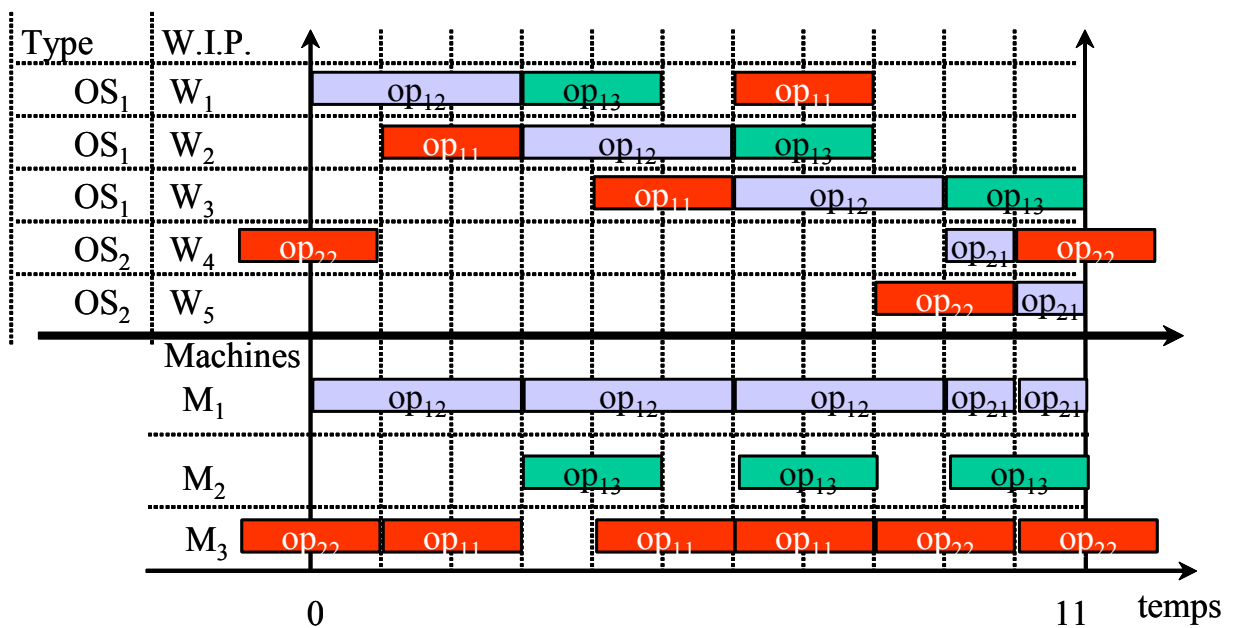 Type W.I.P.
OS₁ W₁ op₁₂ op₁₃ op₁₁
OS₁ W₂ op₁₁ op₁₂ op₁₃
OS₁ W₃ op₁₁ op₁₂ op₁₃
OS₂ W₄ op₂₂ op₂₁ op₂₂
OS₂ W₅ op₂₂ op₂₁
Machines
M₁ op₁₂ op₁₂ op₁₂ op₂₁ op₂₁
M₂ op₁₃ op₁₃ op₁₃
M₃ op₂₂ op₁₁ op₁₁ op₁₁ op₂₂ op₂₂
0 11 temps